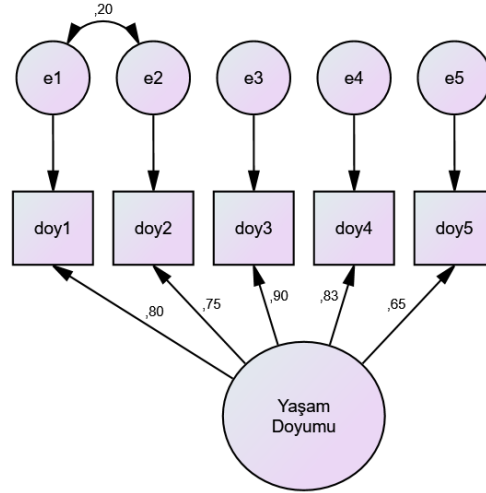 ,20
e1
e2
e3
e4
e5
doy1
doy2
doy3
doy4
doy5
,80
,75
,90
,83
,65
Yaşam
Doyumu